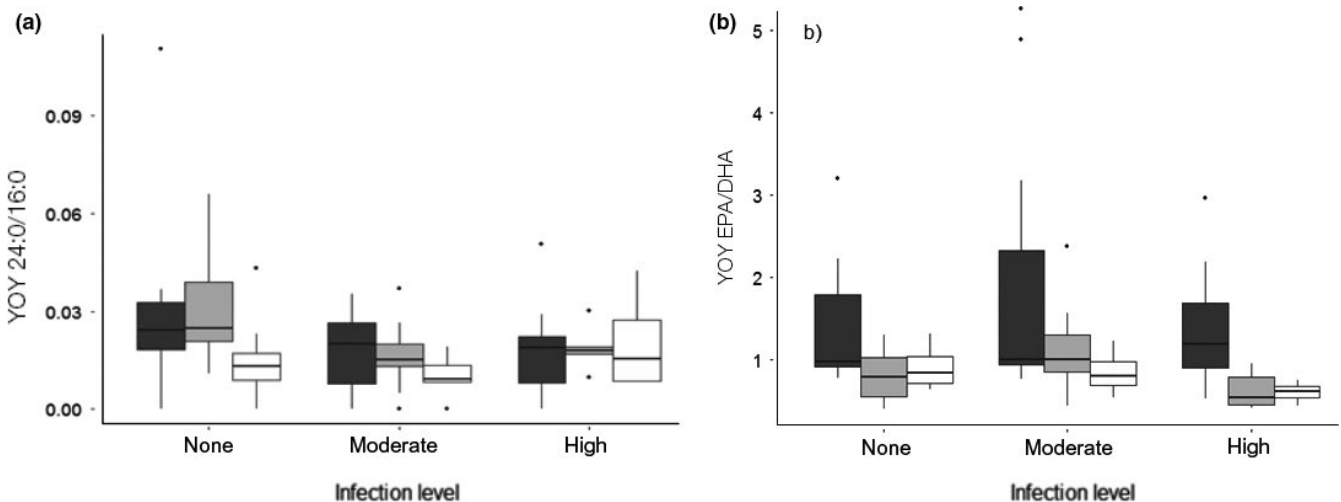 (a)
YOY 24:0/16:0
0.09
0.06
0.03
0.00
None Moderate High
Infection level
(b)
b)
YOY EPA/DHA
5
4
3
2
1
None Moderate High
Infection level